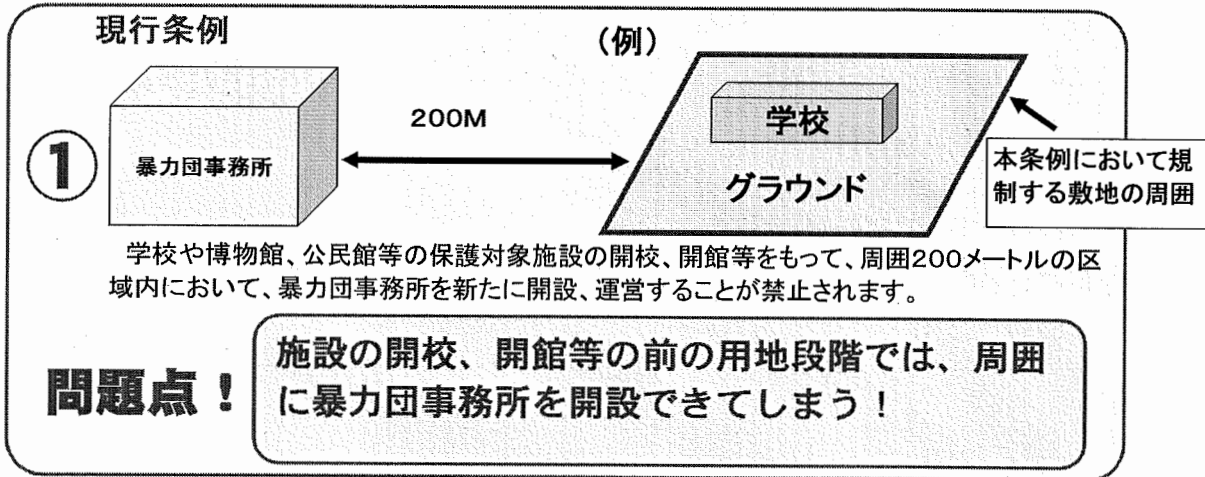 現行条例
(例)
①
暴力団事務所
200M
学校
グラウンド
本条例において規
制する敷地の周囲
学校や博物館、公民館等の保護対象施設の開校、開館等をもって、周囲200メートルの区
域内において、暴力団事務所を新たに開設、運営することが禁止されます。
問題点！
施設の開校、開館等の前の用地段階では、周囲
に暴力団事務所を開設できてしまう！